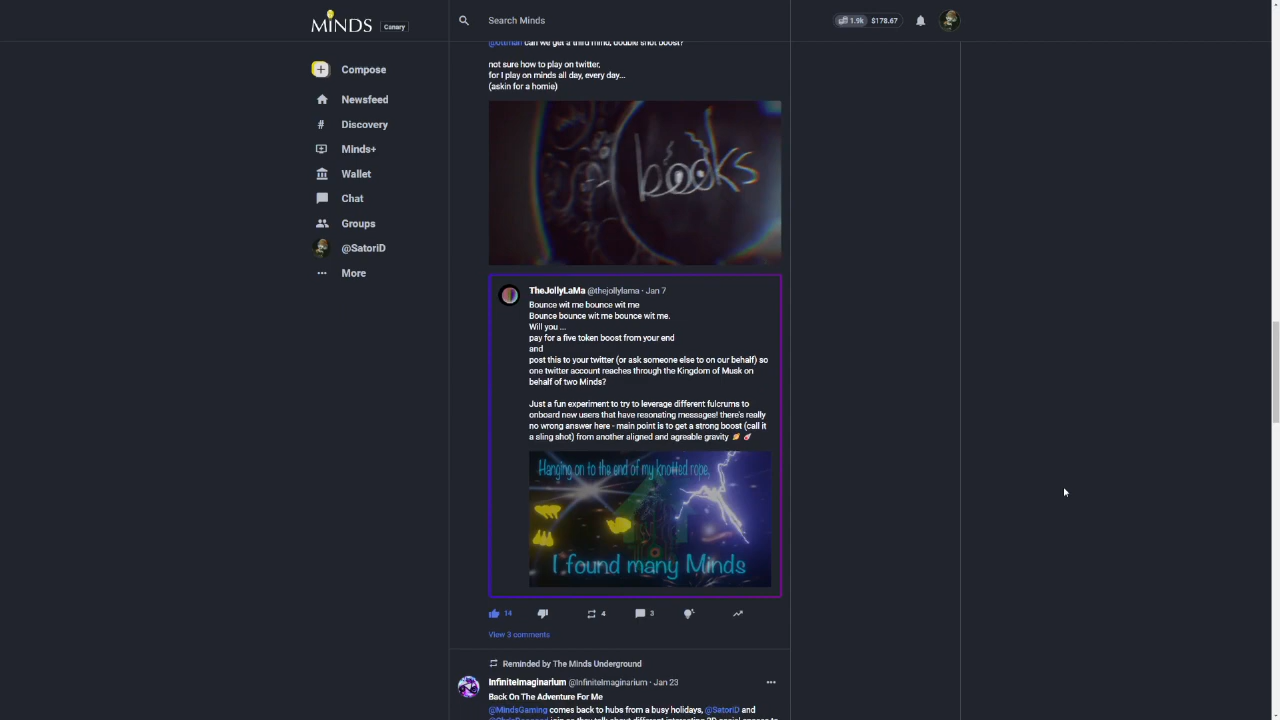 MINDS
Canary
Search Minds
1.9k
$178.67
Compose
Newsfeed
# Discovery
Minds+
Wallet
Chat
Groups
@SatoriD
More
@ottman can we get a third mind, double shot boost?
not sure how to play on twitter,
for I play on minds all day, every day...
(askin for a homie)
books
TheJollyLaMa @thejollylama · Jan 7
Bounce wit me bounce wit me
Bounce bounce wit me bounce wit me.
Will you ...
pay for a five token boost from your end
and
post this to your twitter (or ask someone else to on our behalf) so
one twitter account reaches through the Kingdom of Musk on
behalf of two Minds?
Just a fun experiment to try to leverage different fulcrums to
onboard new users that have resonating messages! there's really
no wrong answer here - main point is to get a strong boost (call it
a sling shot) from another aligned and agreable gravity 🪐 ☄️
Hanging on to the end of my knotted rope,
I found many Minds
14
4
3
View 3 comments
Reminded by The Minds Underground
InfiniteImaginarium @InfiniteImaginarium · Jan 23
Back On The Adventure For Me
@MindsGaming comes back to hubs from a busy holidays, @SatoriD and